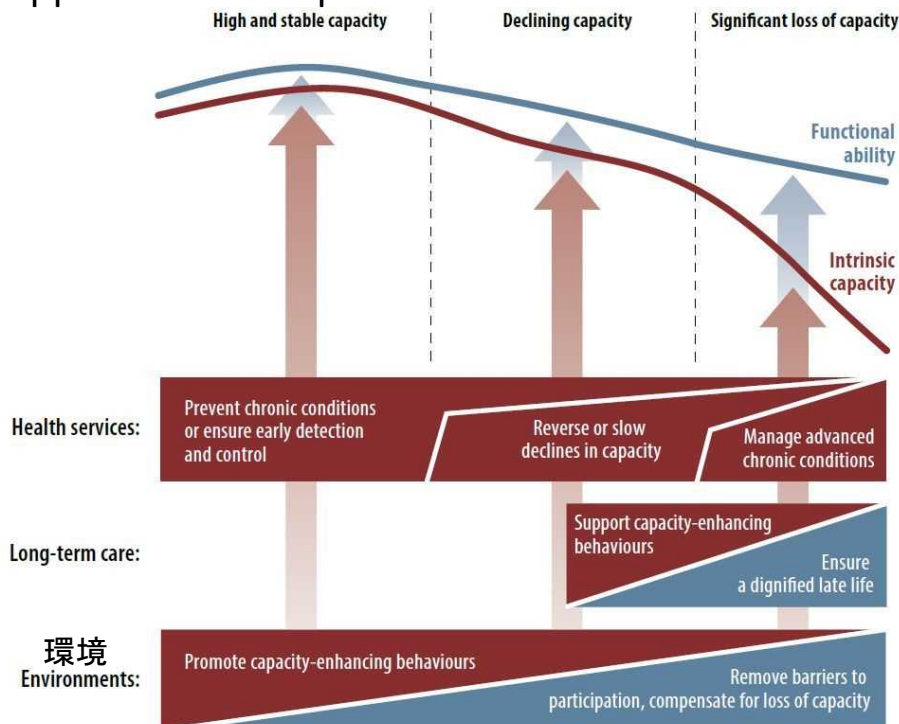 High and stable capacity
Declining capacity
Significant loss of capacity
Functional
ability
Intrinsic
capacity
Health services:
Prevent chronic conditions
or ensure early detection
and control
Reverse or slow
declines in capacity
Manage advanced
chronic conditions
Long-term care:
Support capacity-enhancing
behaviours
Ensure
a dignified late life
環境
Environments:
Promote capacity-enhancing behaviours
Remove barriers to
participation, compensate for loss of capacity